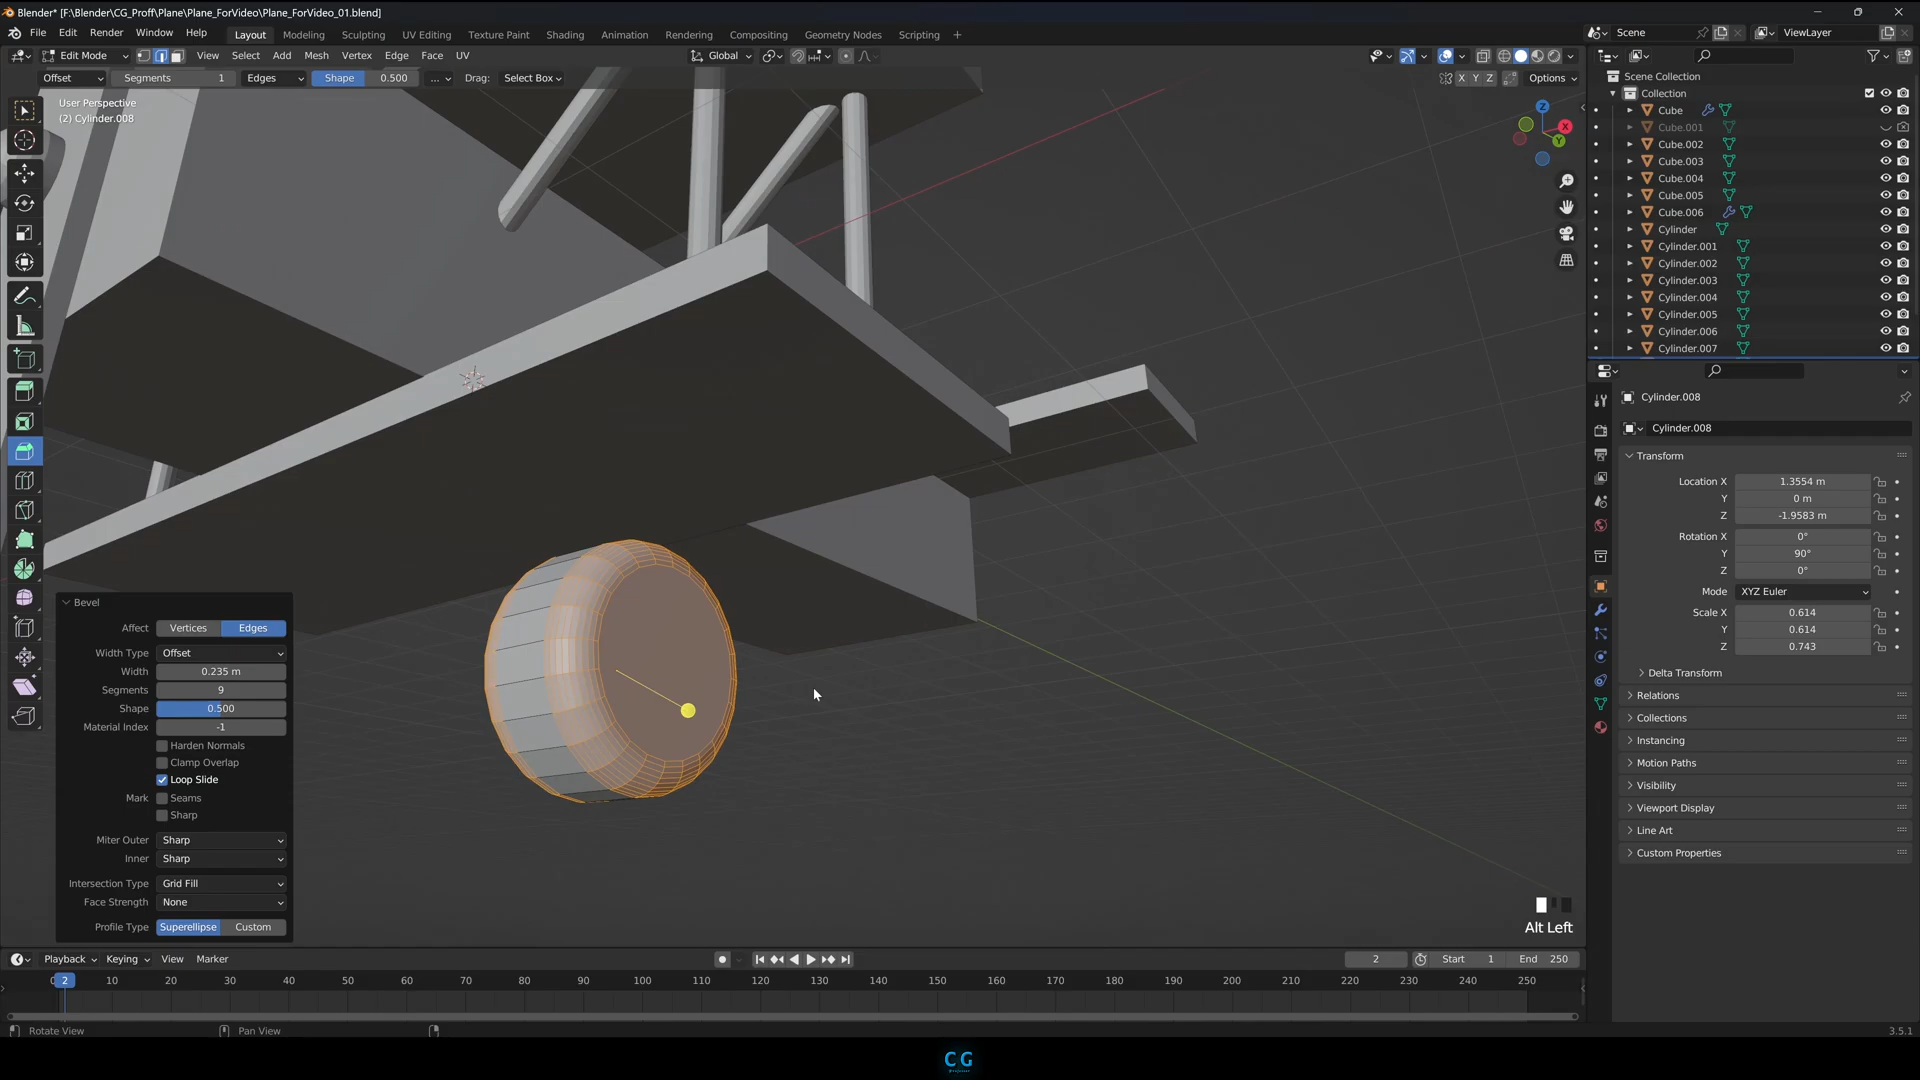 Blender* [F:\Blender\CG_Proff\Plane\Plane_ForVideo\Plane_ForVideo_01.blend]
File Edit Render Window Help Layout Modeling Sculpting UV Editing Texture Paint Shading Animation Rendering Compositing Geometry Nodes Scripting + Scene ViewLayer
Edit Mode View Select Add Mesh Vertex Edge Face UV Global
Offset Segments 1 Edges Shape 0.500 ... Drag: Select Box X Y Z Options
User Perspective
(2) Cylinder.008
Z
X
Y
Scene Collection
Collection
Cube
Cube.001
Cube.002
Cube.003
Cube.004
Cube.005
Cube.006
Cylinder
Cylinder.001
Cylinder.002
Cylinder.003
Cylinder.004
Cylinder.005
Cylinder.006
Cylinder.007
Cylinder.008
Cylinder.008
Transform
Location X 1.3554 m
Y 0 m
Z -1.9583 m
Rotation X 0°
Y 90°
Z 0°
Mode XYZ Euler
Scale X 0.614
Y 0.614
Z 0.743
Delta Transform
Relations
Collections
Instancing
Motion Paths
Visibility
Viewport Display
Line Art
Custom Properties
Bevel
Affect Vertices Edges
Width Type Offset
Width 0.235 m
Segments 9
Shape 0.500
Material Index -1
Harden Normals
Clamp Overlap
Loop Slide
Mark Seams
Sharp
Miter Outer Sharp
Inner Sharp
Intersection Type Grid Fill
Face Strength None
Profile Type Superellipse Custom
Alt Left
Playback Keying View Marker 2 Start 1 End 250
0 2 10 20 30 40 50 60 70 80 90 100 110 120 130 140 150 160 170 180 190 200 210 220 230 240 250
Rotate View Pan View 3.5.1
CG